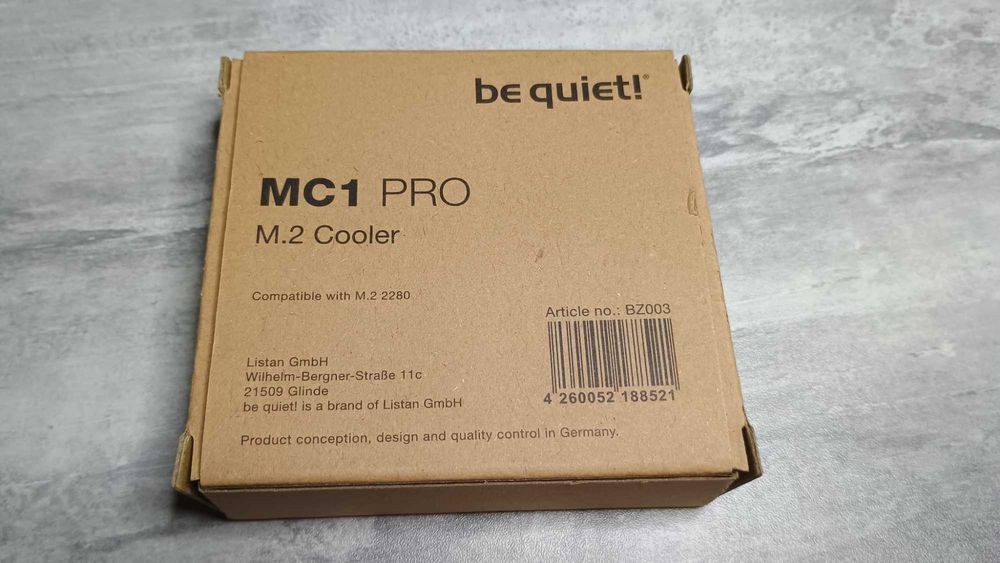 be quiet!®
MC1 PRO
M.2 Cooler
Compatible with M.2 2280
Article no.: BZ003
4 260052 188521
Listan GmbH
Wilhelm-Bergner-Straße 11c
21509 Glinde
be quiet! is a brand of Listan GmbH
Product conception, design and quality control in Germany.